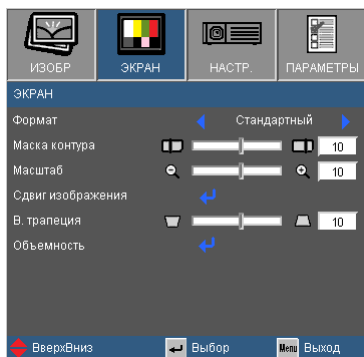 ИЗОБР ЭКРАН НАСТР. ПАРАМЕТРЫ
ЭКРАН
Формат Стандартный
Маска контура 10
Масштаб 10
Сдвиг изображения
В. трапеция 10
Объемность
ВверхВниз Выбор Menu Выход